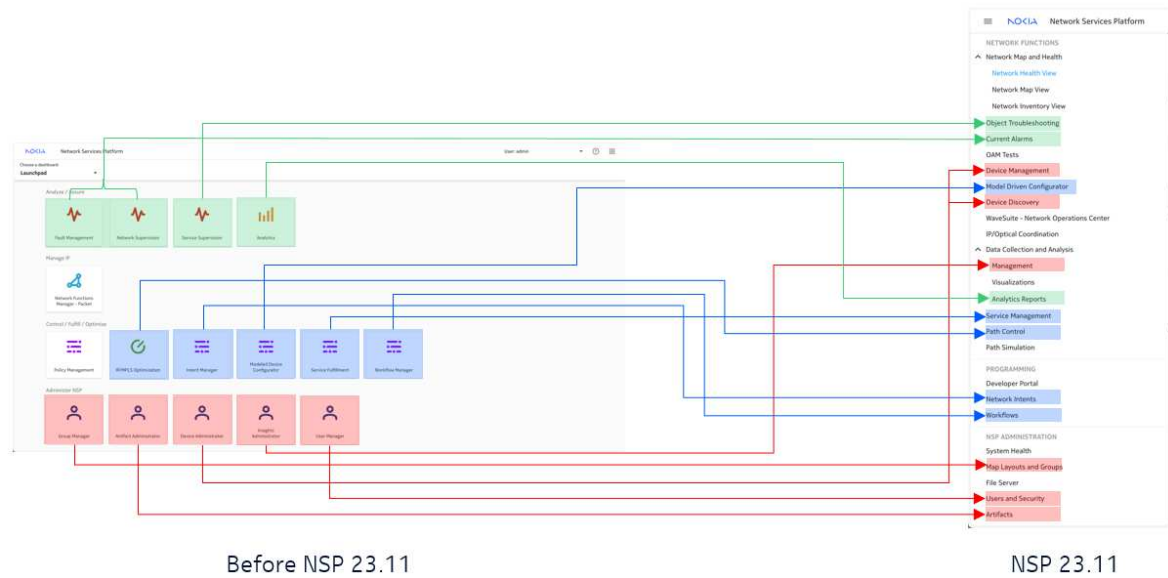 NOKIA Network Services Platform
NETWORK FUNCTIONS
Network Map and Health
Network Health View
Network Map View
Network Inventory View
Object Troubleshooting
Current Alarms
OAM Tests
Device Management
Model Driven Configurator
Device Discovery
WaveSuite - Network Operations Center
IP/Optical Coordination
Data Collection and Analysis
Management
Visualizations
Analytics Reports
Service Management
Path Control
Path Simulation
PROGRAMMING
Developer Portal
Network Intents
Workflows
NSP ADMINISTRATION
System Health
Map Layouts and Groups
File Server
Users and Security
Artifacts
NOKIA Network Services Platform User: admin
Choose a dashboard
Launchpad
Analyze / Assure
Fault Management Network Supervision Service Supervision Analytics
Manage IP
Network Functions
Manager - Packet
Control / Fulfill / Optimize
Policy Management IP/MPLS Optimization Intent Manager Modeled Device
Configurator Service Fulfillment Workflow Manager
Administer NSP
Group Manager Artifact Administrator Device Administrator Insights
Administrator User Manager
Before NSP 23.11
NSP 23.11